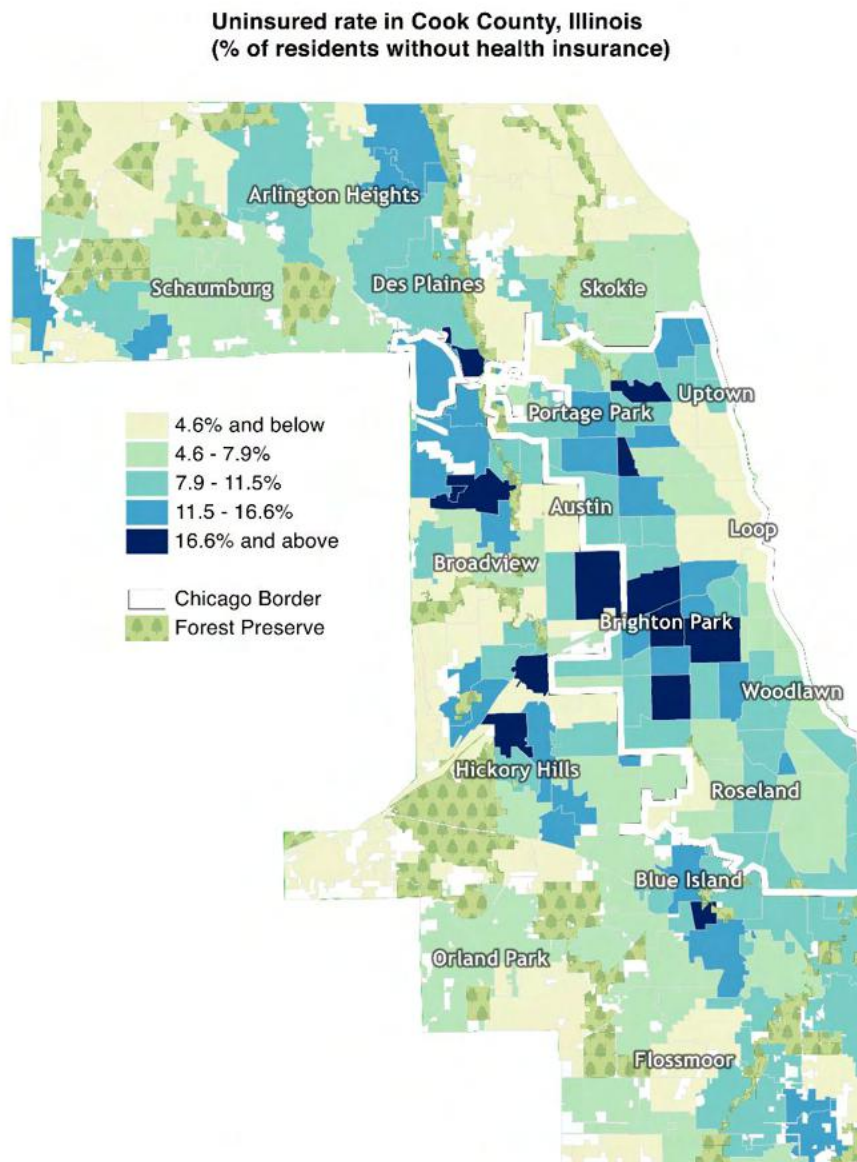 Uninsured rate in Cook County, Illinois
(% of residents without health insurance)
Arlington Heights
Schaumburg
Des Plaines
Skokie
Uptown
Portage Park
4.6% and below
4.6 - 7.9%
7.9 - 11.5%
11.5 - 16.6%
16.6% and above
Chicago Border
Forest Preserve
Austin
Loop
Broadview
Brighton Park
Woodlawn
Hickory Hills
Roseland
Blue Island
Orland Park
Flossmoor